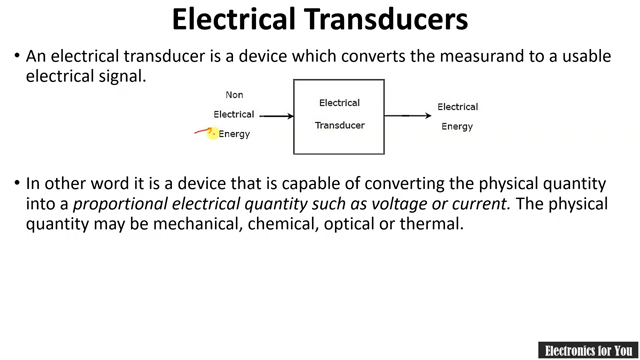 Electrical Transducers
• An electrical transducer is a device which converts the measurand to a usable
electrical signal.
Non
Electrical
Energy
Electrical
Transducer
Electrical
Energy
• In other word it is a device that is capable of converting the physical quantity
into a proportional electrical quantity such as voltage or current. The physical
quantity may be mechanical, chemical, optical or thermal.
Electronics for You